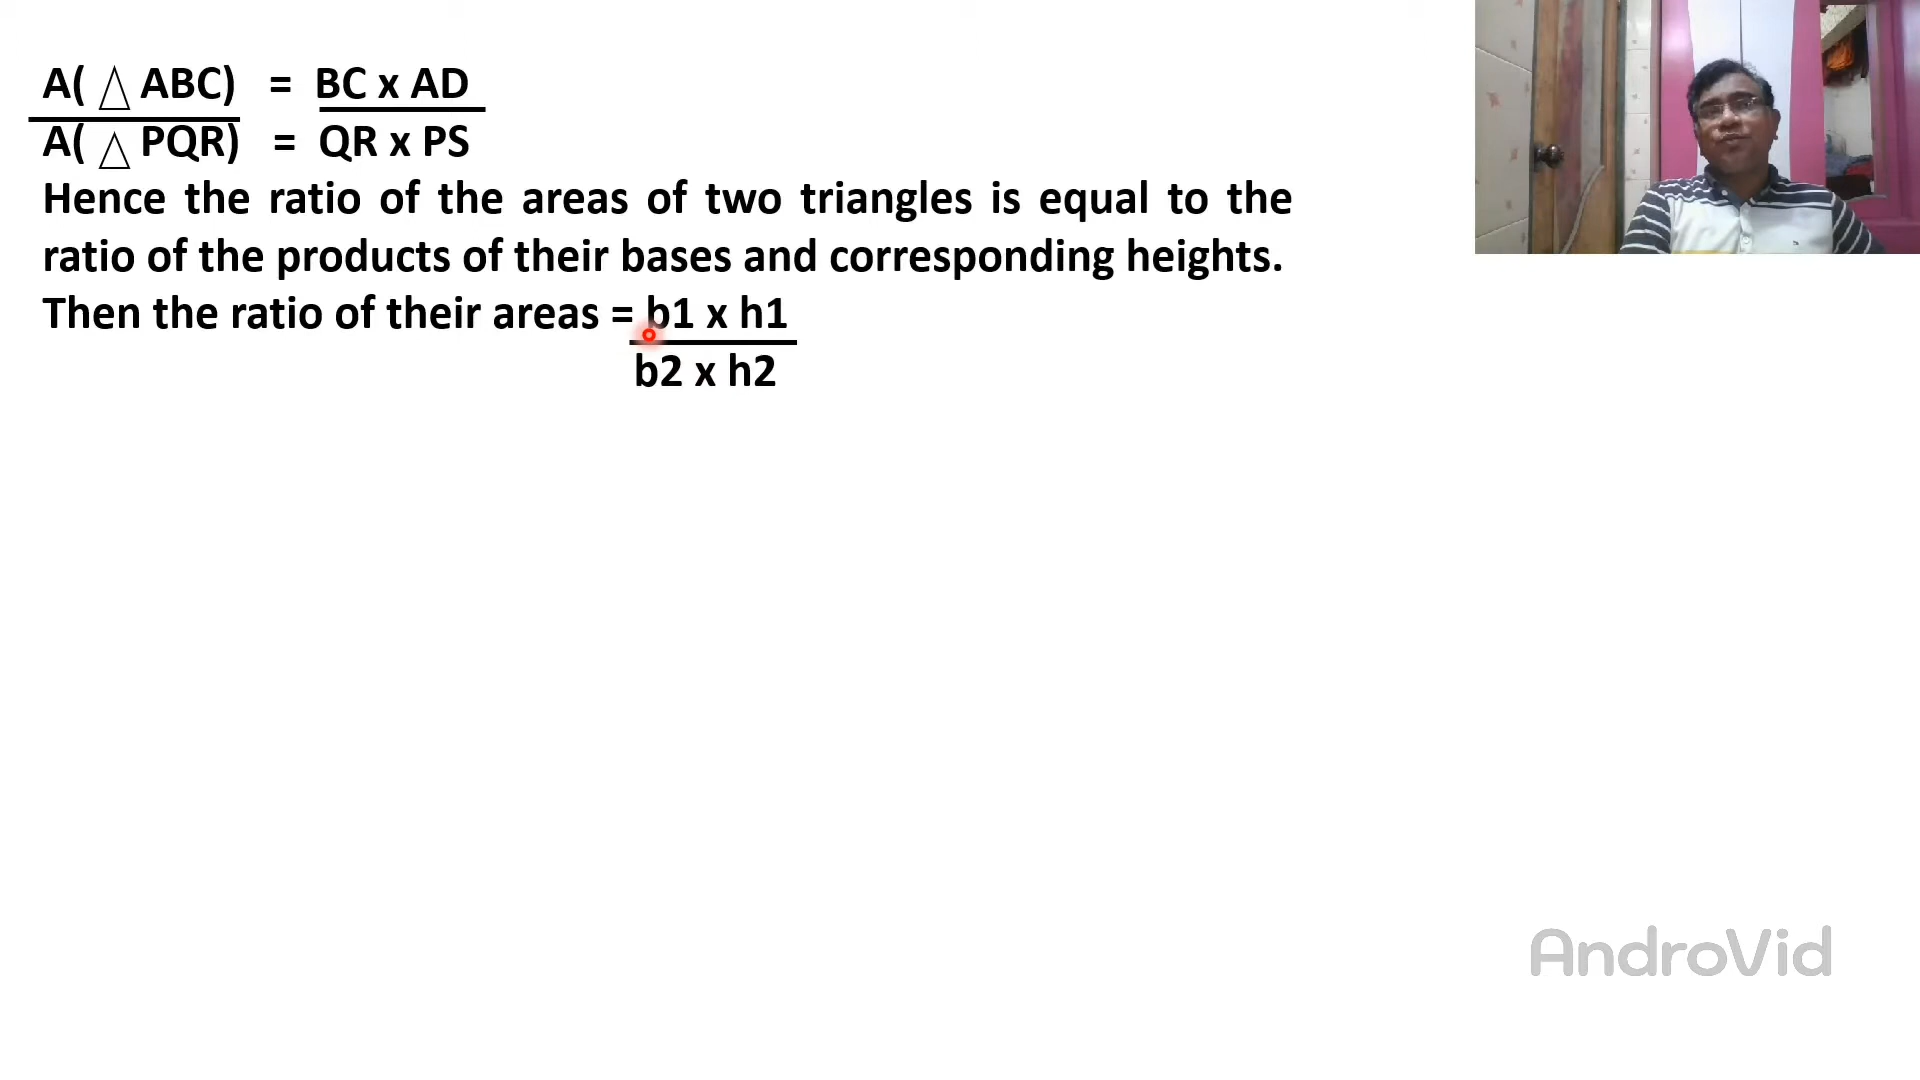 A( △ ABC) = BC x AD
A( △ PQR) = QR x PS
Hence the ratio of the areas of two triangles is equal to the
ratio of the products of their bases and corresponding heights.
Then the ratio of their areas = b1 x h1
b2 x h2
AndroVid